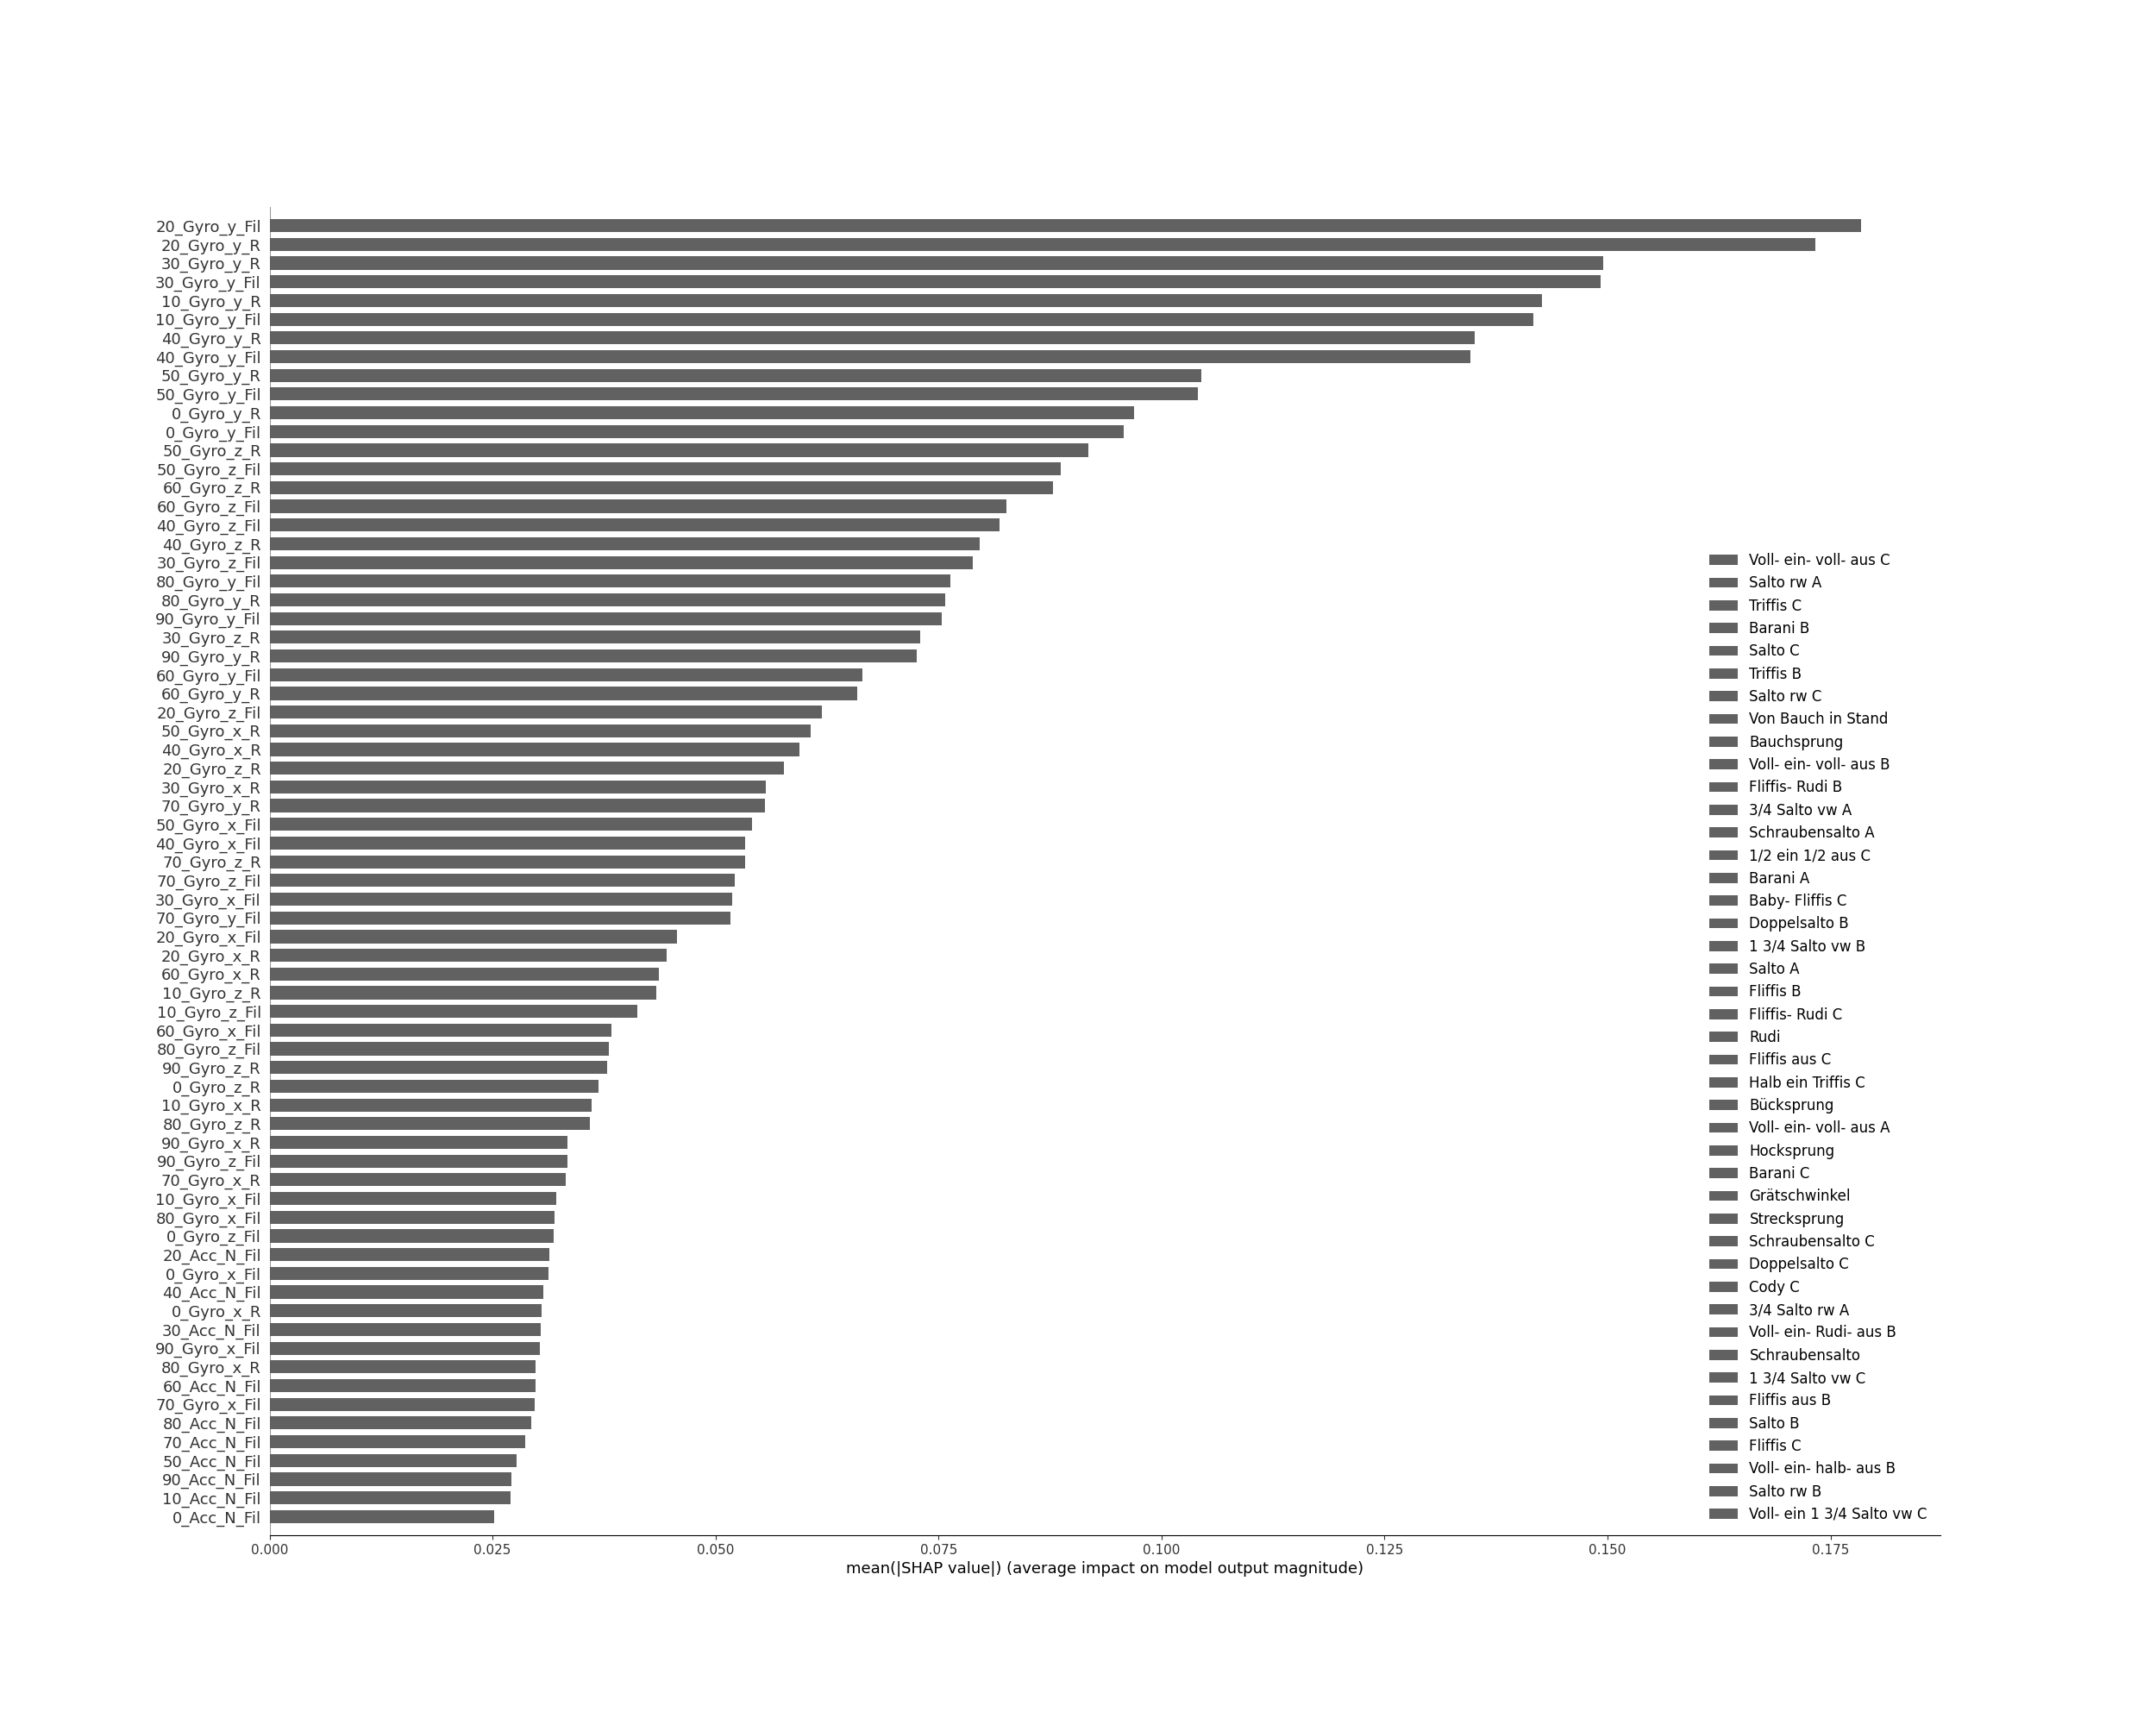 20_Gyro_y_Fil
20_Gyro_y_R
30_Gyro_y_R
30_Gyro_y_Fil
10_Gyro_y_R
10_Gyro_y_Fil
40_Gyro_y_R
40_Gyro_y_Fil
50_Gyro_y_R
50_Gyro_y_Fil
0_Gyro_y_R
0_Gyro_y_Fil
50_Gyro_z_R
50_Gyro_z_Fil
60_Gyro_z_R
60_Gyro_z_Fil
40_Gyro_z_Fil
40_Gyro_z_R
30_Gyro_z_Fil
80_Gyro_y_Fil
80_Gyro_y_R
90_Gyro_y_Fil
30_Gyro_z_R
90_Gyro_y_R
60_Gyro_y_Fil
60_Gyro_y_R
20_Gyro_z_Fil
50_Gyro_x_R
40_Gyro_x_R
20_Gyro_z_R
30_Gyro_x_R
70_Gyro_y_R
50_Gyro_x_Fil
40_Gyro_x_Fil
70_Gyro_z_R
70_Gyro_z_Fil
30_Gyro_x_Fil
70_Gyro_y_Fil
20_Gyro_x_Fil
20_Gyro_x_R
60_Gyro_x_R
10_Gyro_z_R
10_Gyro_z_Fil
60_Gyro_x_Fil
80_Gyro_z_Fil
90_Gyro_z_R
0_Gyro_z_R
10_Gyro_x_R
80_Gyro_z_R
90_Gyro_x_R
90_Gyro_z_Fil
70_Gyro_x_R
10_Gyro_x_Fil
80_Gyro_x_Fil
0_Gyro_z_Fil
20_Acc_N_Fil
0_Gyro_x_Fil
40_Acc_N_Fil
0_Gyro_x_R
30_Acc_N_Fil
90_Gyro_x_Fil
80_Gyro_x_R
60_Acc_N_Fil
70_Gyro_x_Fil
80_Acc_N_Fil
70_Acc_N_Fil
50_Acc_N_Fil
90_Acc_N_Fil
10_Acc_N_Fil
0_Acc_N_Fil
Voll- ein- voll- aus C
Salto rw A
Triffis C
Barani B
Salto C
Triffis B
Salto rw C
Von Bauch in Stand
Bauchsprung
Voll- ein- voll- aus B
Fliffis- Rudi B
3/4 Salto vw A
Schraubensalto A
1/2 ein 1/2 aus C
Barani A
Baby- Fliffis C
Doppelsalto B
1 3/4 Salto vw B
Salto A
Fliffis B
Fliffis- Rudi C
Rudi
Fliffis aus C
Halb ein Triffis C
Bücksprung
Voll- ein- voll- aus A
Hocksprung
Barani C
Grätschwinkel
Strecksprung
Schraubensalto C
Doppelsalto C
Cody C
3/4 Salto rw A
Voll- ein- Rudi- aus B
Schraubensalto
1 3/4 Salto vw C
Fliffis aus B
Salto B
Fliffis C
Voll- ein- halb- aus B
Salto rw B
Voll- ein 1 3/4 Salto vw C
0.000 0.025 0.050 0.075 0.100 0.125 0.150 0.175
mean(|SHAP value|) (average impact on model output magnitude)